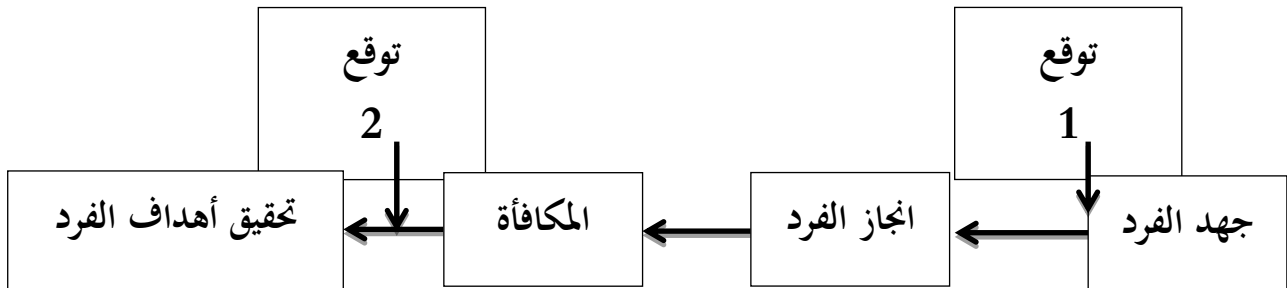 توقع
1
توقع
2
جهد الفرد
انجاز الفرد
المكافأة
تحقيق أهداف الفرد